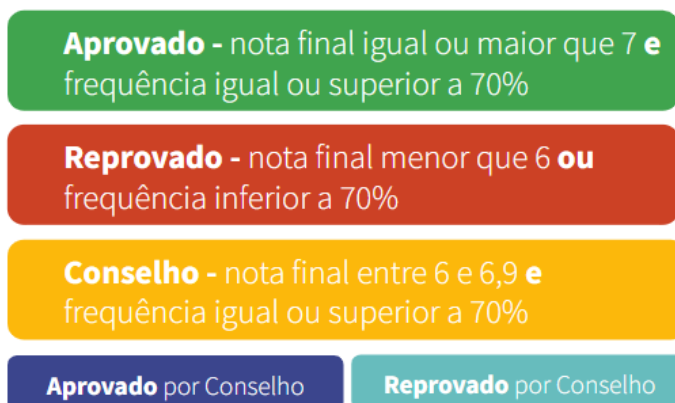 Aprovado - nota final igual ou maior que 7 e
frequência igual ou superior a 70%
Reprovado - nota final menor que 6 ou
frequência inferior a 70%
Conselho - nota final entre 6 e 6,9 e
frequência igual ou superior a 70%
Aprovado por Conselho
Reprovado por Conselho